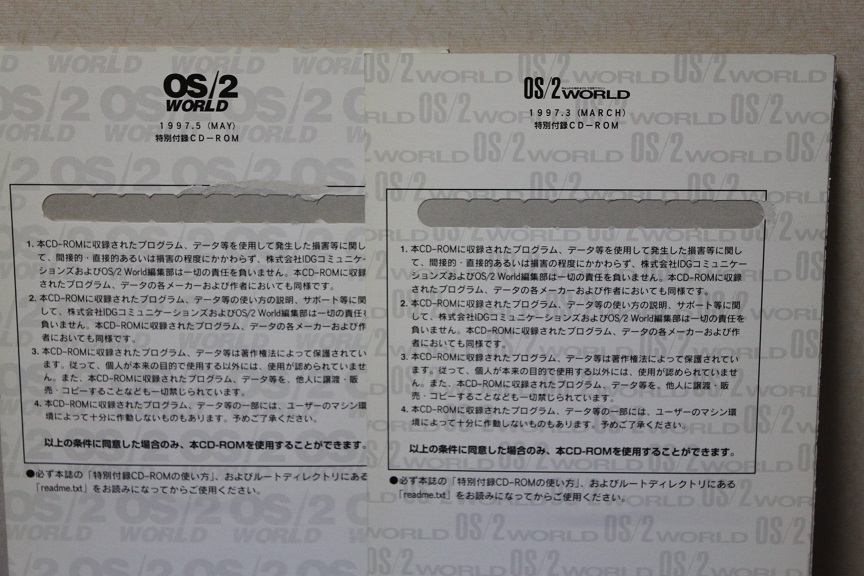 OS/2
WORLD
1997.5 (MAY)
特別付録CD－ROM
1. 本CD-ROMに収録されたプログラム、データ等を使用して発生した損害等に関し
て、間接的・直接的あるいは損害の程度にかかわらず、株式会社IDGコミュニケー
ションズおよびOS/2 World編集部は一切の責任を負いません。本CD-ROMに収録
されたプログラム、データの各メーカーおよび作者においても同様です。
2. 本CD-ROMに収録されたプログラム、データ等の使い方の説明、サポート等に関
して、株式会社IDGコミュニケーションズおよびOS/2 World編集部は一切の責任
負いません。本CD-ROMに収録されたプログラム、データの各メーカーおよび作
者においても同様です。
3. 本CD-ROMに収録されたプログラム、データ等は著作権法によって保護されてい
ます。従って、個人が本来の目的で使用する以外には、使用が認められていませ
ん。また、本CD-ROMに収録されたプログラム、データ等を、他人に譲渡・販
売・コピーすることなども一切禁じられています。
4. 本CD-ROMに収録されたプログラム、データ等の一部には、ユーザーのマシン環
境によって十分に作動しないものもあります。予めご了承ください。
以上の条件に同意した場合のみ、本CD-ROMを使用することができます。
●必ず本誌の「特別付録CD-ROMの使い方」、およびルートディレクトリにある
「readme.txt」をお読みになってからご使用ください。
OS/2 WORLD
1997.3 (MARCH)
特別付録CD－ROM
1. 本CD-ROMに収録されたプログラム、データ等を使用して発生した損害等に関し
て、間接的・直接的あるいは損害の程度にかかわらず、株式会社IDGコミュニケー
ションズおよびOS/2 World編集部は一切の責任を負いません。本CD-ROMに収録
されたプログラム、データの各メーカーおよび作者においても同様です。
2. 本CD-ROMに収録されたプログラム、データ等の使い方の説明、サポート等に関
して、株式会社IDGコミュニケーションズおよびOS/2 World編集部は一切の責任を
負いません。本CD-ROMに収録されたプログラム、データの各メーカーおよび作
者においても同様です。
3. 本CD-ROMに収録されたプログラム、データ等は著作権法によって保護されてい
ます。従って、個人が本来の目的で使用する以外には、使用が認められていませ
ん。また、本CD-ROMに収録されたプログラム、データ等を、他人に譲渡・販
売・コピーすることなども一切禁じられています。
4. 本CD-ROMに収録されたプログラム、データ等の一部には、ユーザーのマシン環
境によって十分に作動しないものもあります。予めご了承ください。
以上の条件に同意した場合のみ、本CD-ROMを使用することができます。
●必ず本誌の「特別付録CD-ROMの使い方」、およびルートディレクトリにある
「readme.txt」をお読みになってからご使用ください。